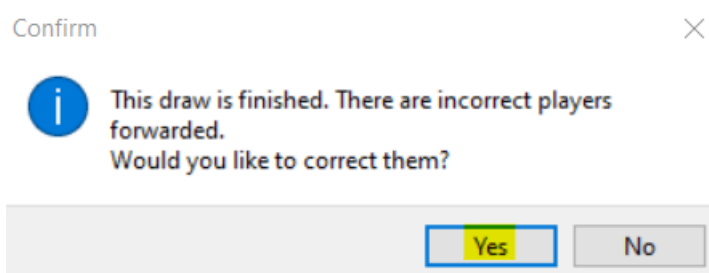 Confirm
This draw is finished. There are incorrect players
forwarded.
Would you like to correct them?
Yes
No